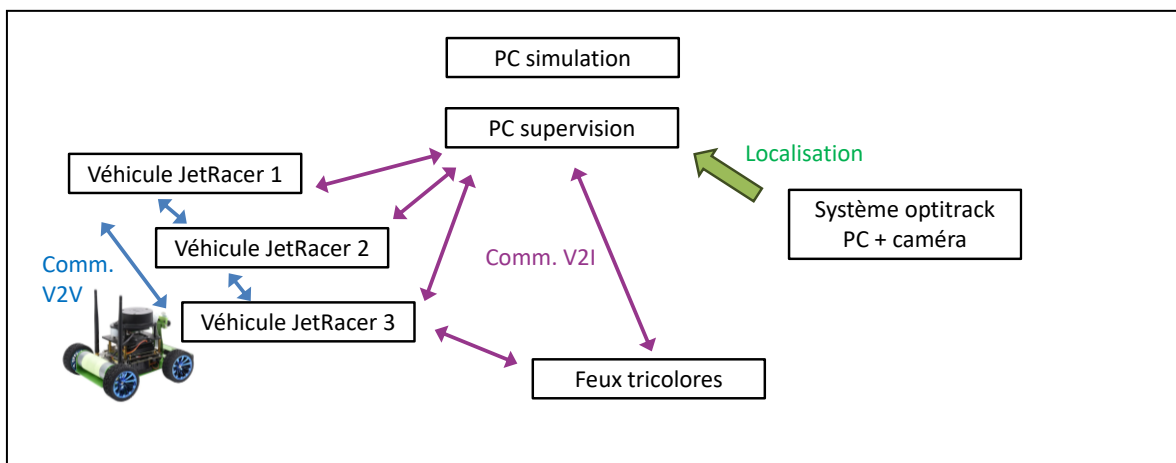 PC simulation
PC supervision
Localisation
Véhicule JetRacer 1
Système optitrack
PC + caméra
Véhicule JetRacer 2
Comm. V2I
Comm.
V2V
Véhicule JetRacer 3
Feux tricolores